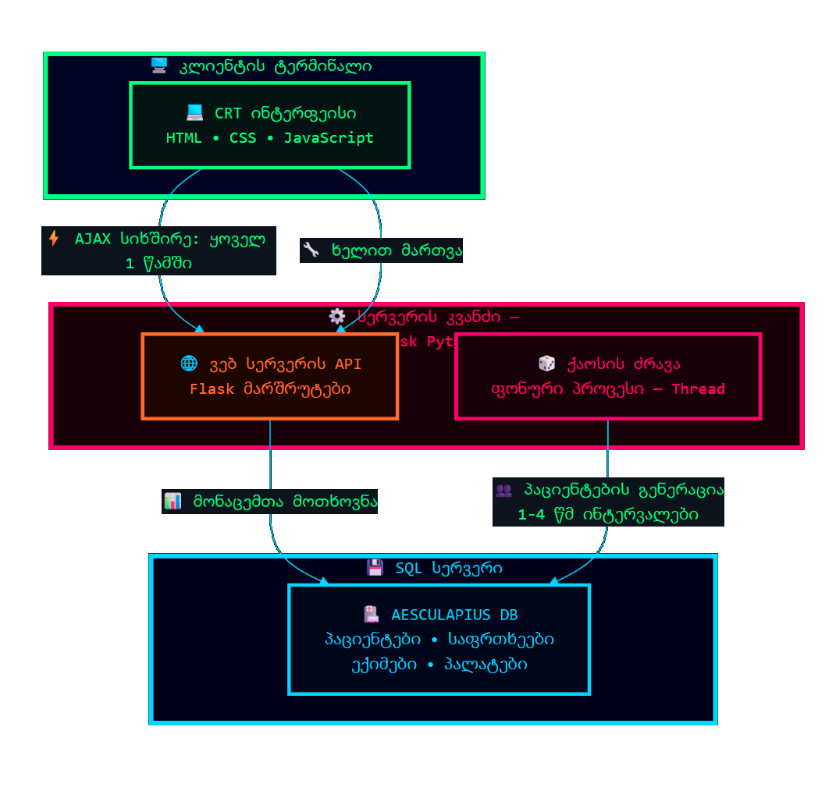 კლიენტის ტერმინალი
CRT ინტერფეისი
HTML • CSS • JavaScript
AJAX სიხშირე: ყოველ
1 წამში
ხელით მართვა
სერვერის კვანძი —
ვებ სერვერის API
Flask მარშრუტები
ქაოსის ძრავა
ფონური პროცესი — Thread
მონაცემთა მოთხოვნა
პაციენტების გენერაცია
1-4 წმ ინტერვალები
SQL სერვერი
AESCULAPIUS DB
პაციენტები • საფრთხეები
ექიმები • პალატები